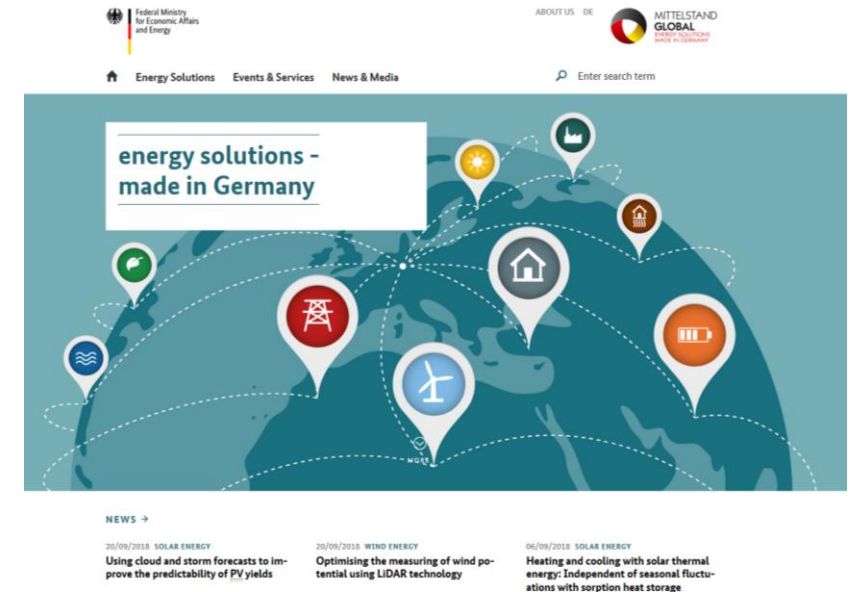 Federal Ministry
for Economic Affairs
and Energy
ABOUT US DE
MITTELSTAND
GLOBAL
ENERGY SOLUTIONS
MADE IN GERMANY
Energy Solutions Events & Services News & Media
Enter search term
energy solutions -
made in Germany
MORE
NEWS →
20/09/2018 SOLAR ENERGY
Using cloud and storm forecasts to im-
prove the predictability of PV yields
20/09/2018 WIND ENERGY
Optimising the measuring of wind po-
tential using LiDAR technology
06/09/2018 SOLAR ENERGY
Heating and cooling with solar thermal
energy: Independent of seasonal fluctu-
ations with sorption heat storage